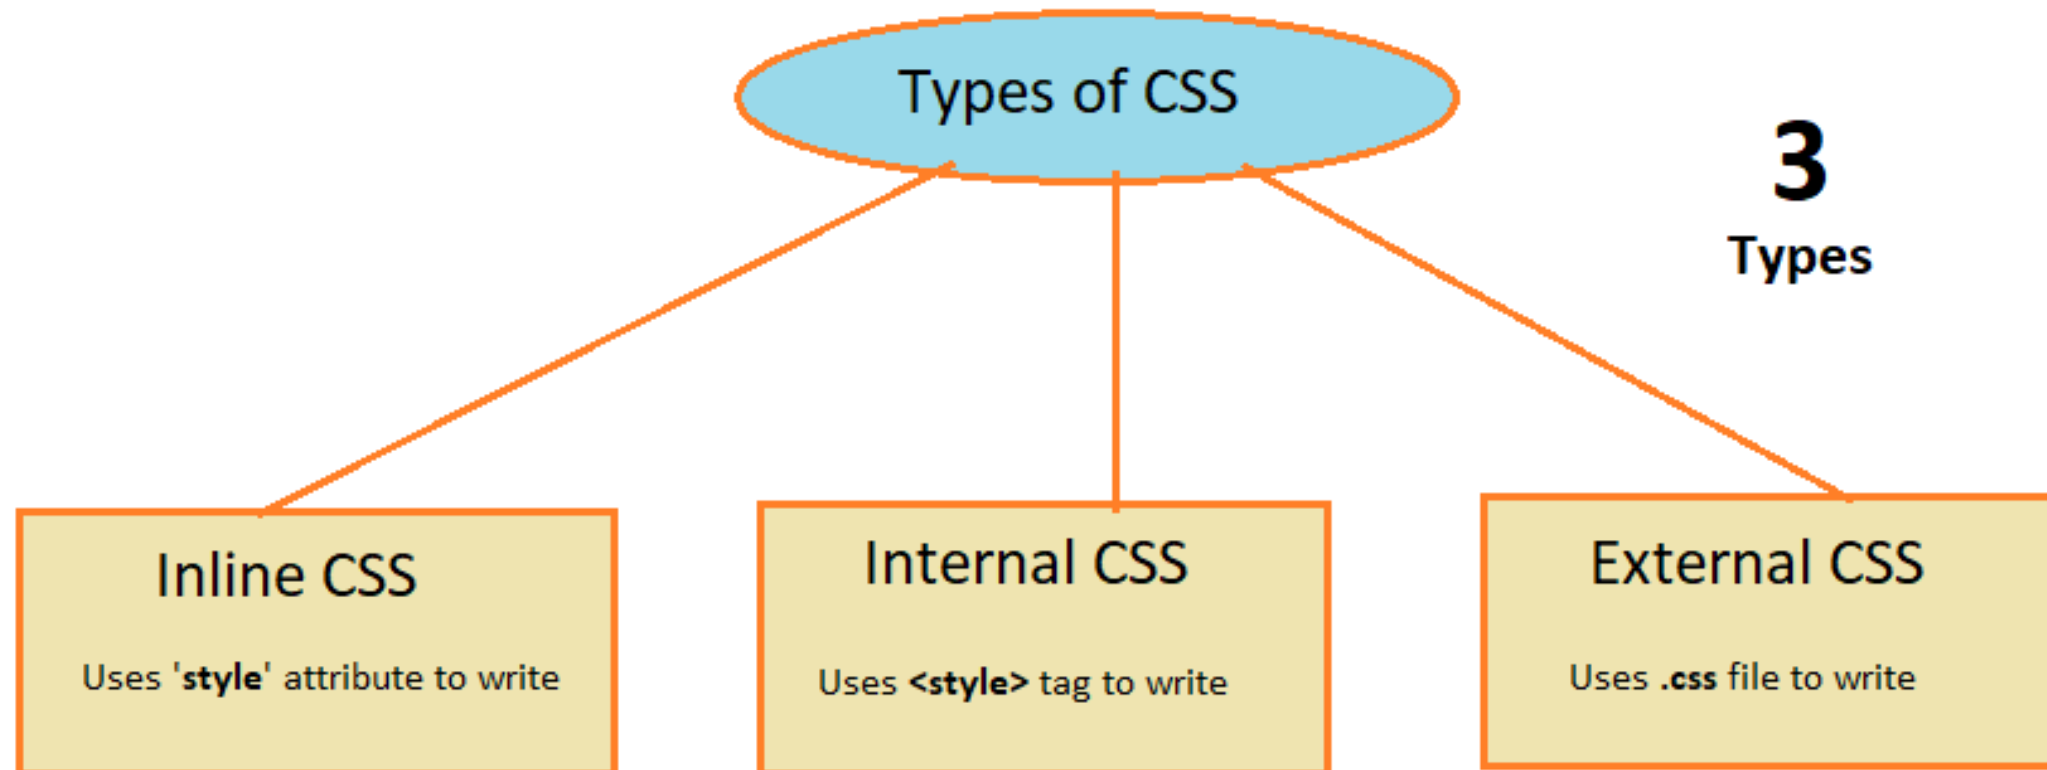 Types of CSS
3
Types
Inline CSS
Uses 'style' attribute to write
Internal CSS
Uses <style> tag to write
External CSS
Uses .css file to write